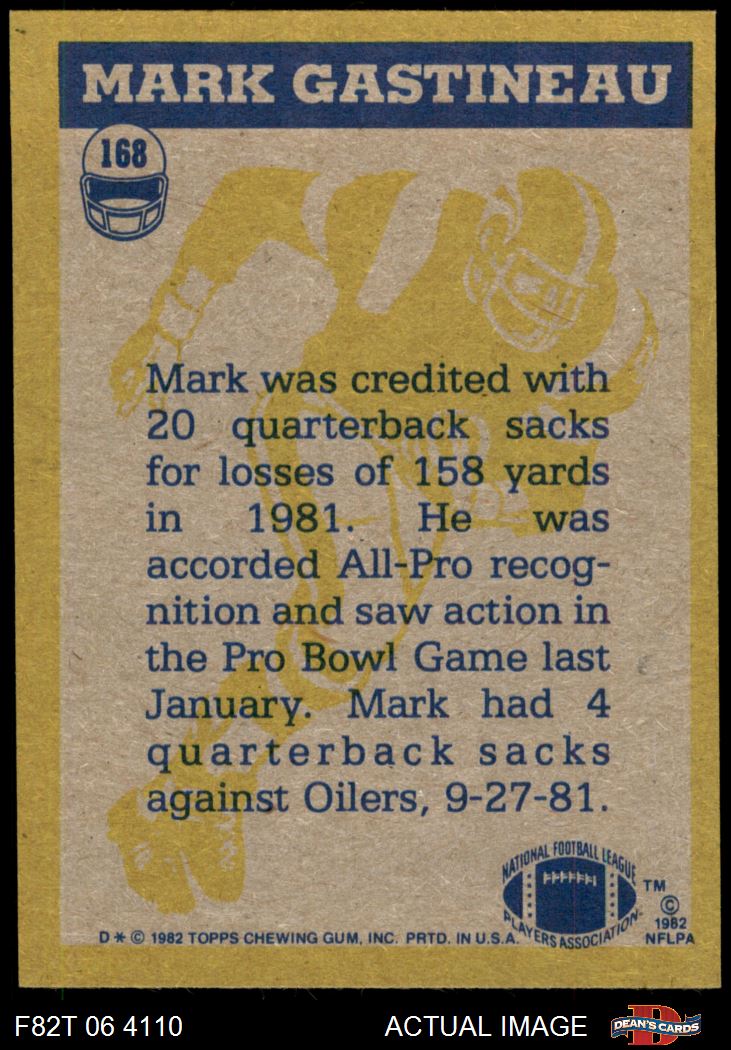 MARK GASTINEAU
168
Mark was credited with
20 quarterback sacks
for losses of 158 yards
in 1981. He was
accorded All-Pro recog-
nition and saw action in
the Pro Bowl Game last
January. Mark had 4
quarterback sacks
against Oilers, 9-27-81.
NATIONAL FOOTBALL LEAGUE
PLAYERS ASSOCIATION
TM
©
1982
NFLPA
D * © 1982 TOPPS CHEWING GUM, INC. PRTD. IN U.S.A.
F82T 06 4110
ACTUAL IMAGE
D
DEAN'S CARDS